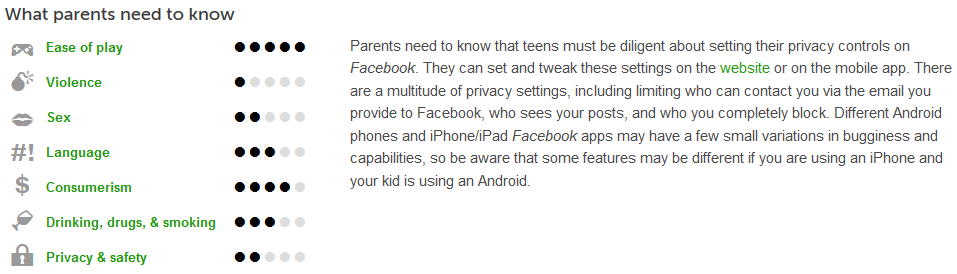 What parents need to know
Ease of play
Violence
Sex
#! Language
$ Consumerism
Drinking, drugs, & smoking
Privacy & safety
Parents need to know that teens must be diligent about setting their privacy controls on
Facebook. They can set and tweak these settings on the website or on the mobile app. There
are a multitude of privacy settings, including limiting who can contact you via the email you
provide to Facebook, who sees your posts, and who you completely block. Different Android
phones and iPhone/iPad Facebook apps may have a few small variations in bugginess and
capabilities, so be aware that some features may be different if you are using an iPhone and
your kid is using an Android.